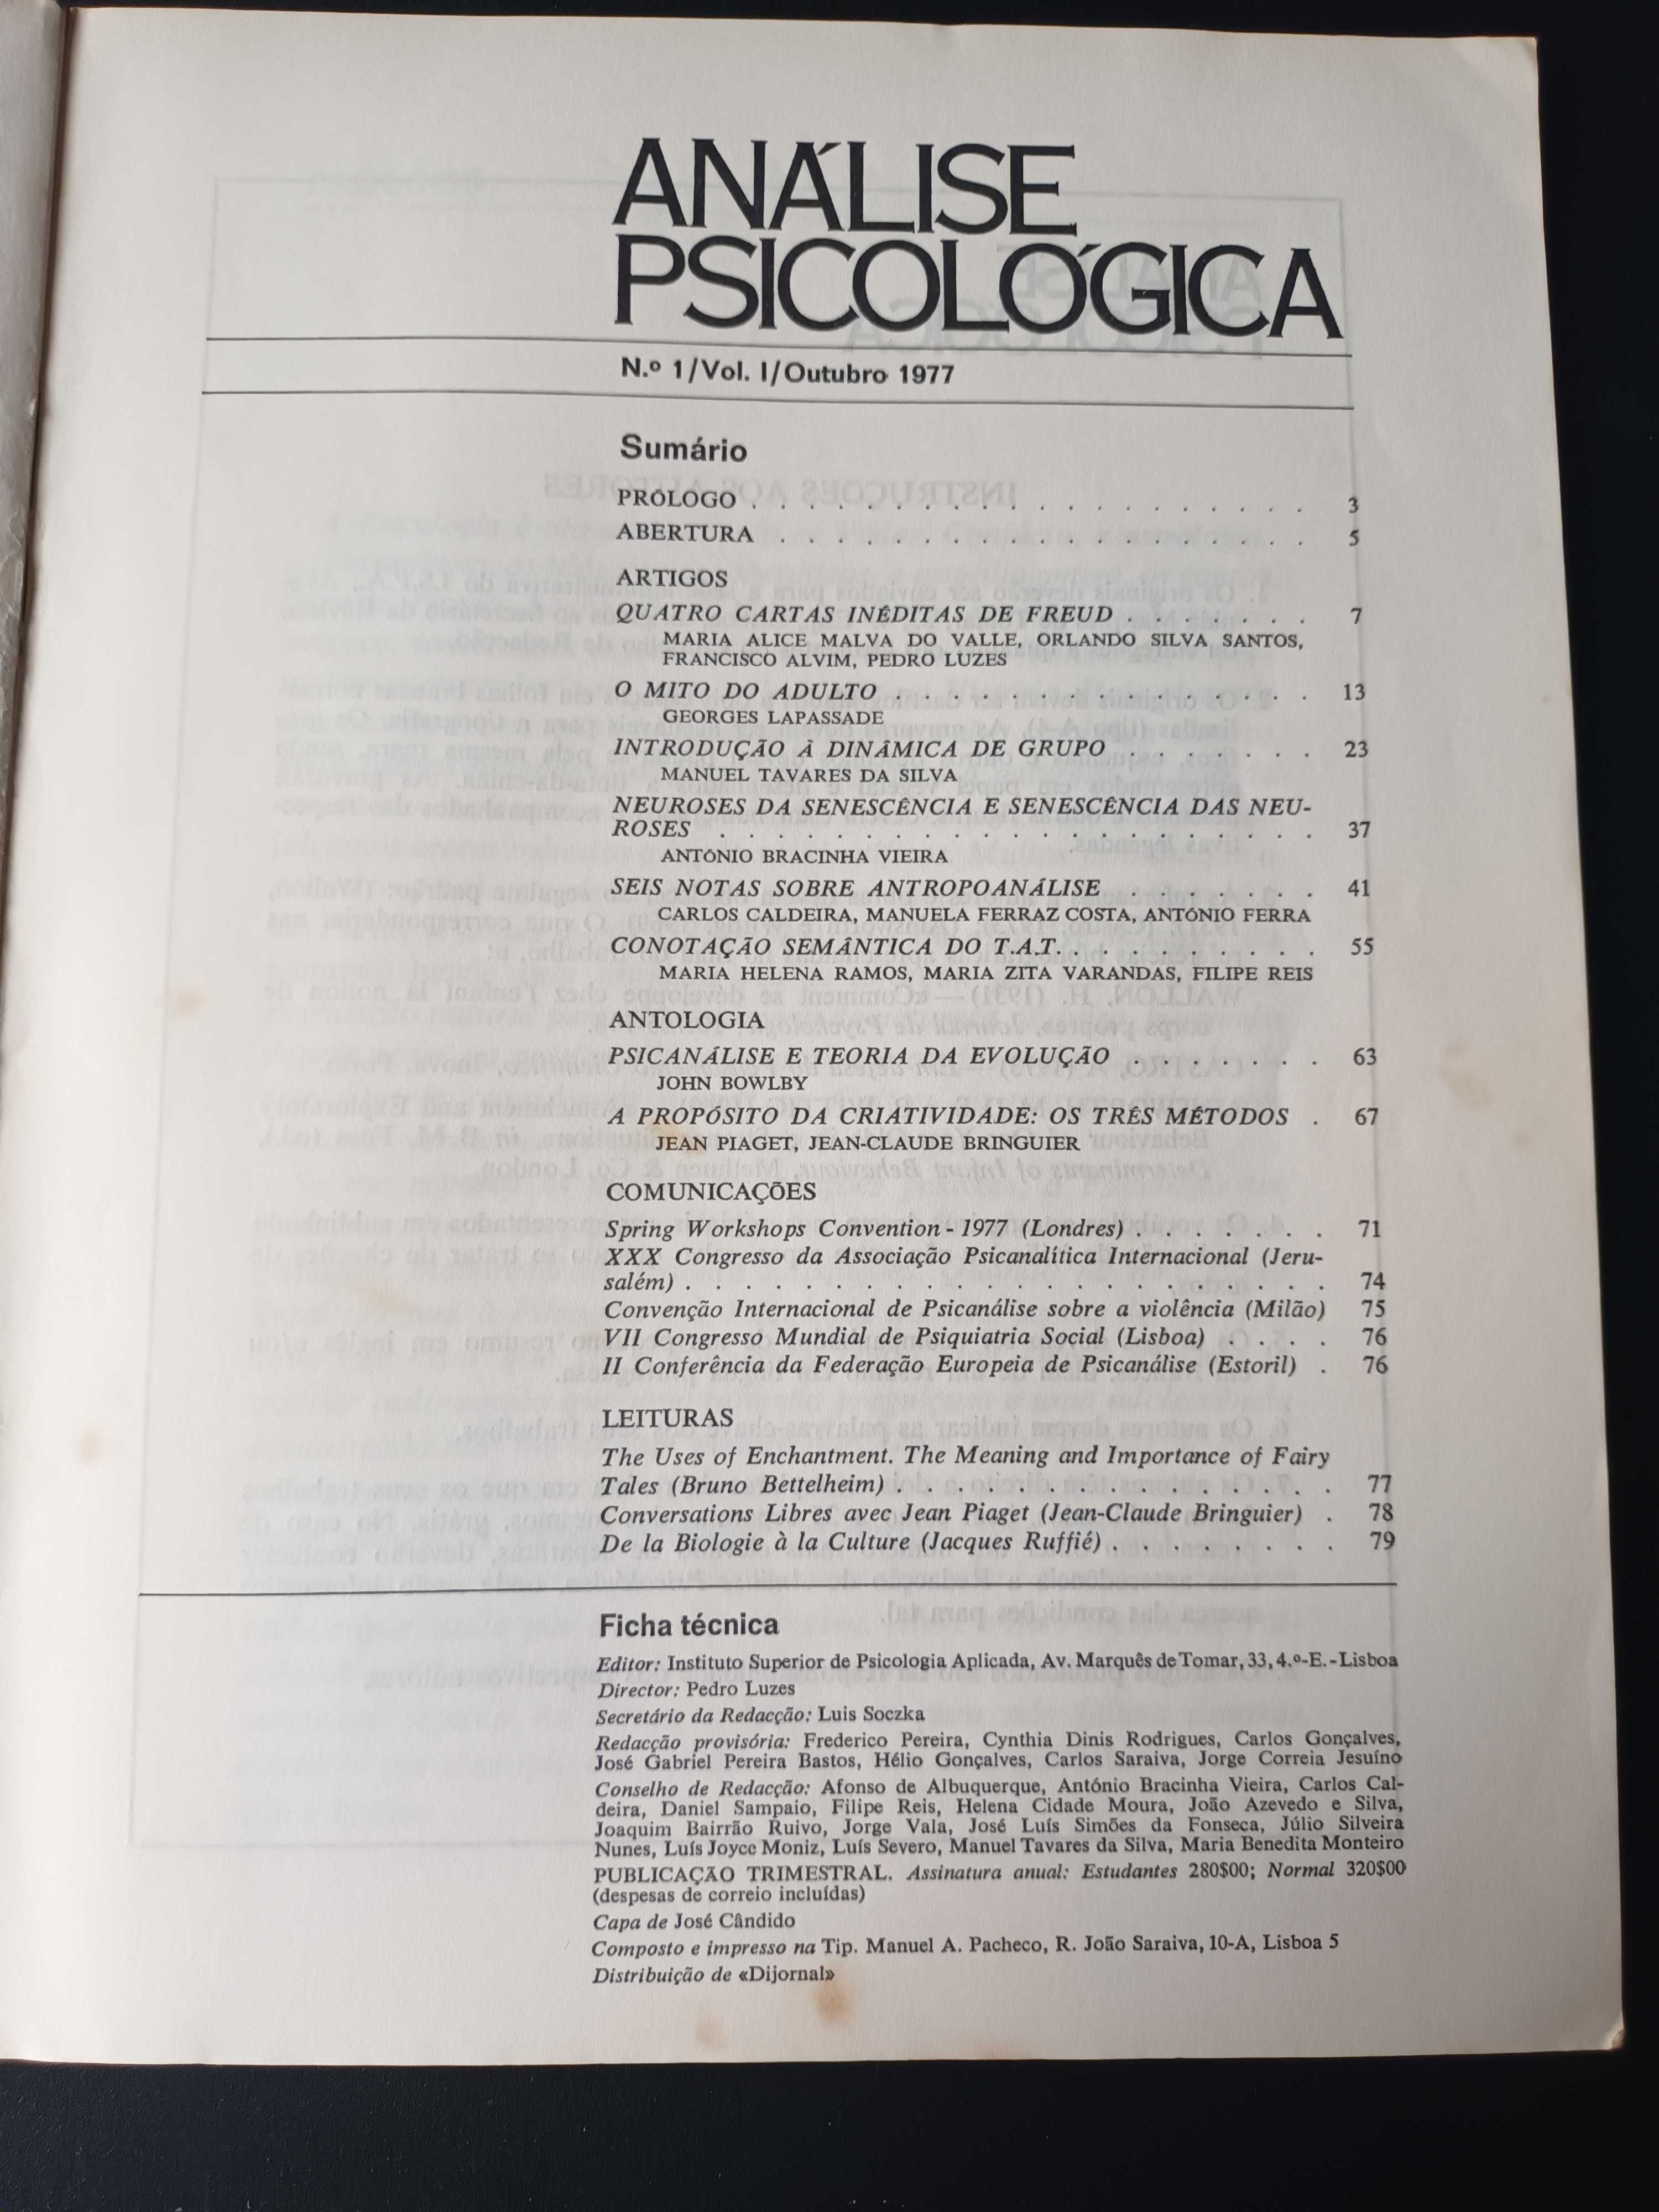 ANÁLISE
PSICOLÓGICA
N.º 1/Vol. I/Outubro 1977
Sumário
PRÓLOGO . . . . . . . . . . . . . . . . . . . . 3
ABERTURA . . . . . . . . . . . . . . . . . . . 5
ARTIGOS
QUATRO CARTAS INÉDITAS DE FREUD . . . . . . . 7
MARIA ALICE MALVA DO VALLE, ORLANDO SILVA SANTOS,
FRANCISCO ALVIM, PEDRO LUZES
O MITO DO ADULTO . . . . . . . . . . . . . . . 13
GEORGES LAPASSADE
INTRODUÇÃO À DINÂMICA DE GRUPO . . . . . . . 23
MANUEL TAVARES DA SILVA
NEUROSES DA SENESCÊNCIA E SENESCÊNCIA DAS NEU-
ROSES . . . . . . . . . . . . . . . . . . . . . 37
ANTÓNIO BRACINHA VIEIRA
SEIS NOTAS SOBRE ANTROPOANÁLISE . . . . . . . 41
CARLOS CALDEIRA, MANUELA FERRAZ COSTA, ANTÓNIO FERRA
CONOTAÇÃO SEMÂNTICA DO T.A.T. . . . . . . . . . 55
MARIA HELENA RAMOS, MARIA ZITA VARANDAS, FILIPE REIS
ANTOLOGIA
PSICANÁLISE E TEORIA DA EVOLUÇÃO . . . . . . . 63
JOHN BOWLBY
A PROPÓSITO DA CRIATIVIDADE: OS TRÊS MÉTODOS . 67
JEAN PIAGET, JEAN-CLAUDE BRINGUIER
COMUNICAÇÕES
Spring Workshops Convention - 1977 (Londres) . . . . . . . 71
XXX Congresso da Associação Psicanalítica Internacional (Jeru-
salém) . . . . . . . . . . . . . . . . . . . . . . 74
Convenção Internacional de Psicanálise sobre a violência (Milão) 75
VII Congresso Mundial de Psiquiatria Social (Lisboa) . . . . 76
II Conferência da Federação Europeia de Psicanálise (Estoril) . 76
LEITURAS
The Uses of Enchantment. The Meaning and Importance of Fairy
Tales (Bruno Bettelheim) . . . . . . . . . . . . . . . 77
Conversations Libres avec Jean Piaget (Jean-Claude Bringuier) . 78
De la Biologie à la Culture (Jacques Ruffié) . . . . . . . . 79
Ficha técnica
Editor: Instituto Superior de Psicologia Aplicada, Av. Marquês de Tomar, 33, 4.º-E. - Lisboa
Director: Pedro Luzes
Secretário da Redacção: Luis Soczka
Redacção provisória: Frederico Pereira, Cynthia Dinis Rodrigues, Carlos Gonçalves,
José Gabriel Pereira Bastos, Hélio Gonçalves, Carlos Saraiva, Jorge Correia Jesuíno
Conselho de Redacção: Afonso de Albuquerque, António Bracinha Vieira, Carlos Cal-
deira, Daniel Sampaio, Filipe Reis, Helena Cidade Moura, João Azevedo e Silva,
Joaquim Bairrão Ruivo, Jorge Vala, José Luís Simões da Fonseca, Júlio Silveira
Nunes, Luís Joyce Moniz, Luís Severo, Manuel Tavares da Silva, Maria Benedita Monteiro
PUBLICAÇÃO TRIMESTRAL. Assinatura anual: Estudantes 280$00; Normal 320$00
(despesas de correio incluídas)
Capa de José Cândido
Composto e impresso na Tip. Manuel A. Pacheco, R. João Saraiva, 10-A, Lisboa 5
Distribuição de «Dijornal»